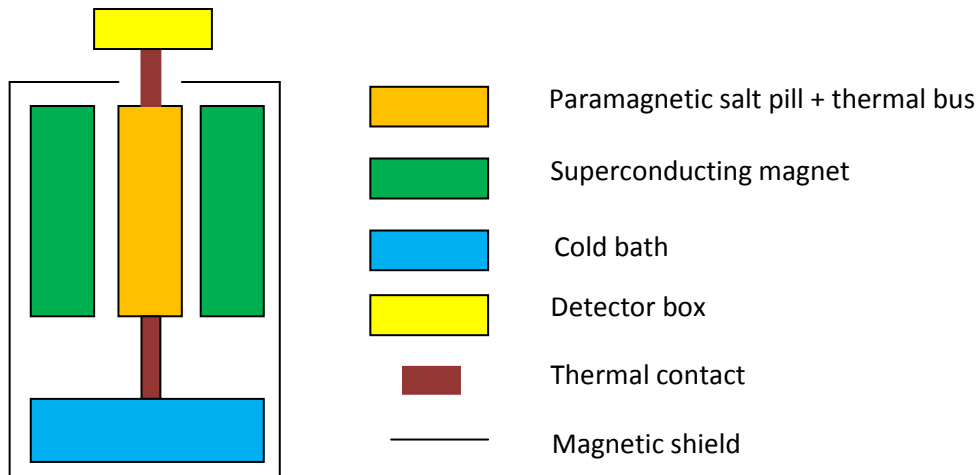 Paramagnetic salt pill + thermal bus
Superconducting magnet
Cold bath
Detector box
Thermal contact
Magnetic shield